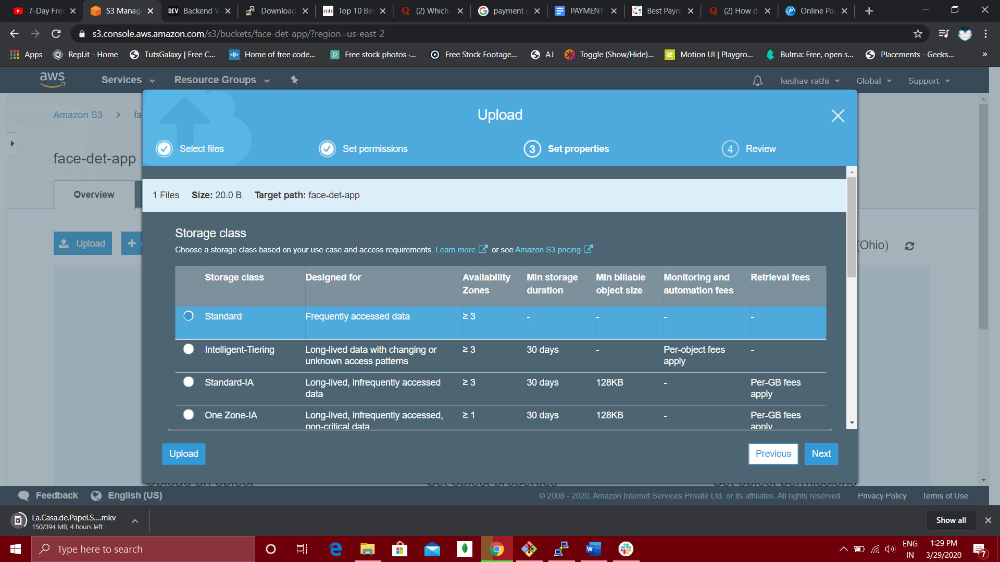 7-Day Fre
S3 Manag
DEV Backend W
Download
<bl> Top 10 Be
(2) Which
payment g
PAYMENT
Best Paym
(2) How d
Online Pa
s3.console.aws.amazon.com/s3/buckets/face-det-app/?region=us-east-2
Apps
Repl.it - Home
TutsGalaxy | Free C...
Home of free code...
Free stock photos ·...
Free Stock Footage...
AJ
Toggle (Show/Hide)...
Motion UI | Playgro...
Bulma: Free, open s...
Placements - Geeks...
»
aws
Services
Resource Groups
keshav rathi
Global
Support
Amazon S3 > fa
face-det-app
Overview
Upload
(Ohio)
Upload
Select files
Set permissions
3 Set properties
4 Review
1 Files Size: 20.0 B Target path: face-det-app
Storage class
Choose a storage class based on your use case and access requirements. Learn more or see Amazon S3 pricing
Storage class Designed for Availability Zones Min storage duration Min billable object size Monitoring and automation fees Retrieval fees
Standard Frequently accessed data ≥ 3 - - - -
Intelligent-Tiering Long-lived data with changing or unknown access patterns ≥ 3 30 days - Per-object fees apply -
Standard-IA Long-lived, infrequently accessed data ≥ 3 30 days 128KB - Per-GB fees apply
One Zone-IA Long-lived, infrequently accessed, non-critical data ≥ 1 30 days 128KB - Per-GB fees apply
Upload
Previous
Next
Upload an object
Set object properties
Set object permissions
Feedback
English (US)
© 2008 - 2020, Amazon Internet Services Private Ltd. or its affiliates. All rights reserved.
Privacy Policy
Terms of Use
La.Casa.de.Papel.S....mkv
150/394 MB, 4 hours left
Show all
Type here to search
ENG
IN
1:29 PM
3/29/2020
7